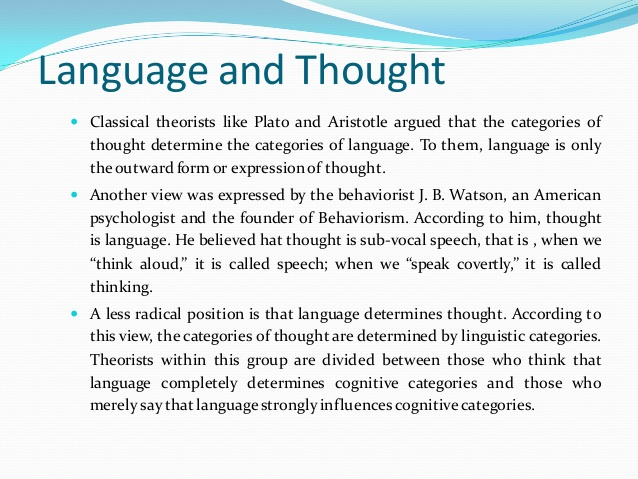 Language and Thought
• Classical theorists like Plato and Aristotle argued that the categories of
thought determine the categories of language. To them, language is only
the outward form or expression of thought.
• Another view was expressed by the behaviorist J. B. Watson, an American
psychologist and the founder of Behaviorism. According to him, thought
is language. He believed hat thought is sub-vocal speech, that is , when we
“think aloud,” it is called speech; when we “speak covertly,” it is called
thinking.
• A less radical position is that language determines thought. According to
this view, the categories of thought are determined by linguistic categories.
Theorists within this group are divided between those who think that
language completely determines cognitive categories and those who
merely say that language strongly influences cognitive categories.